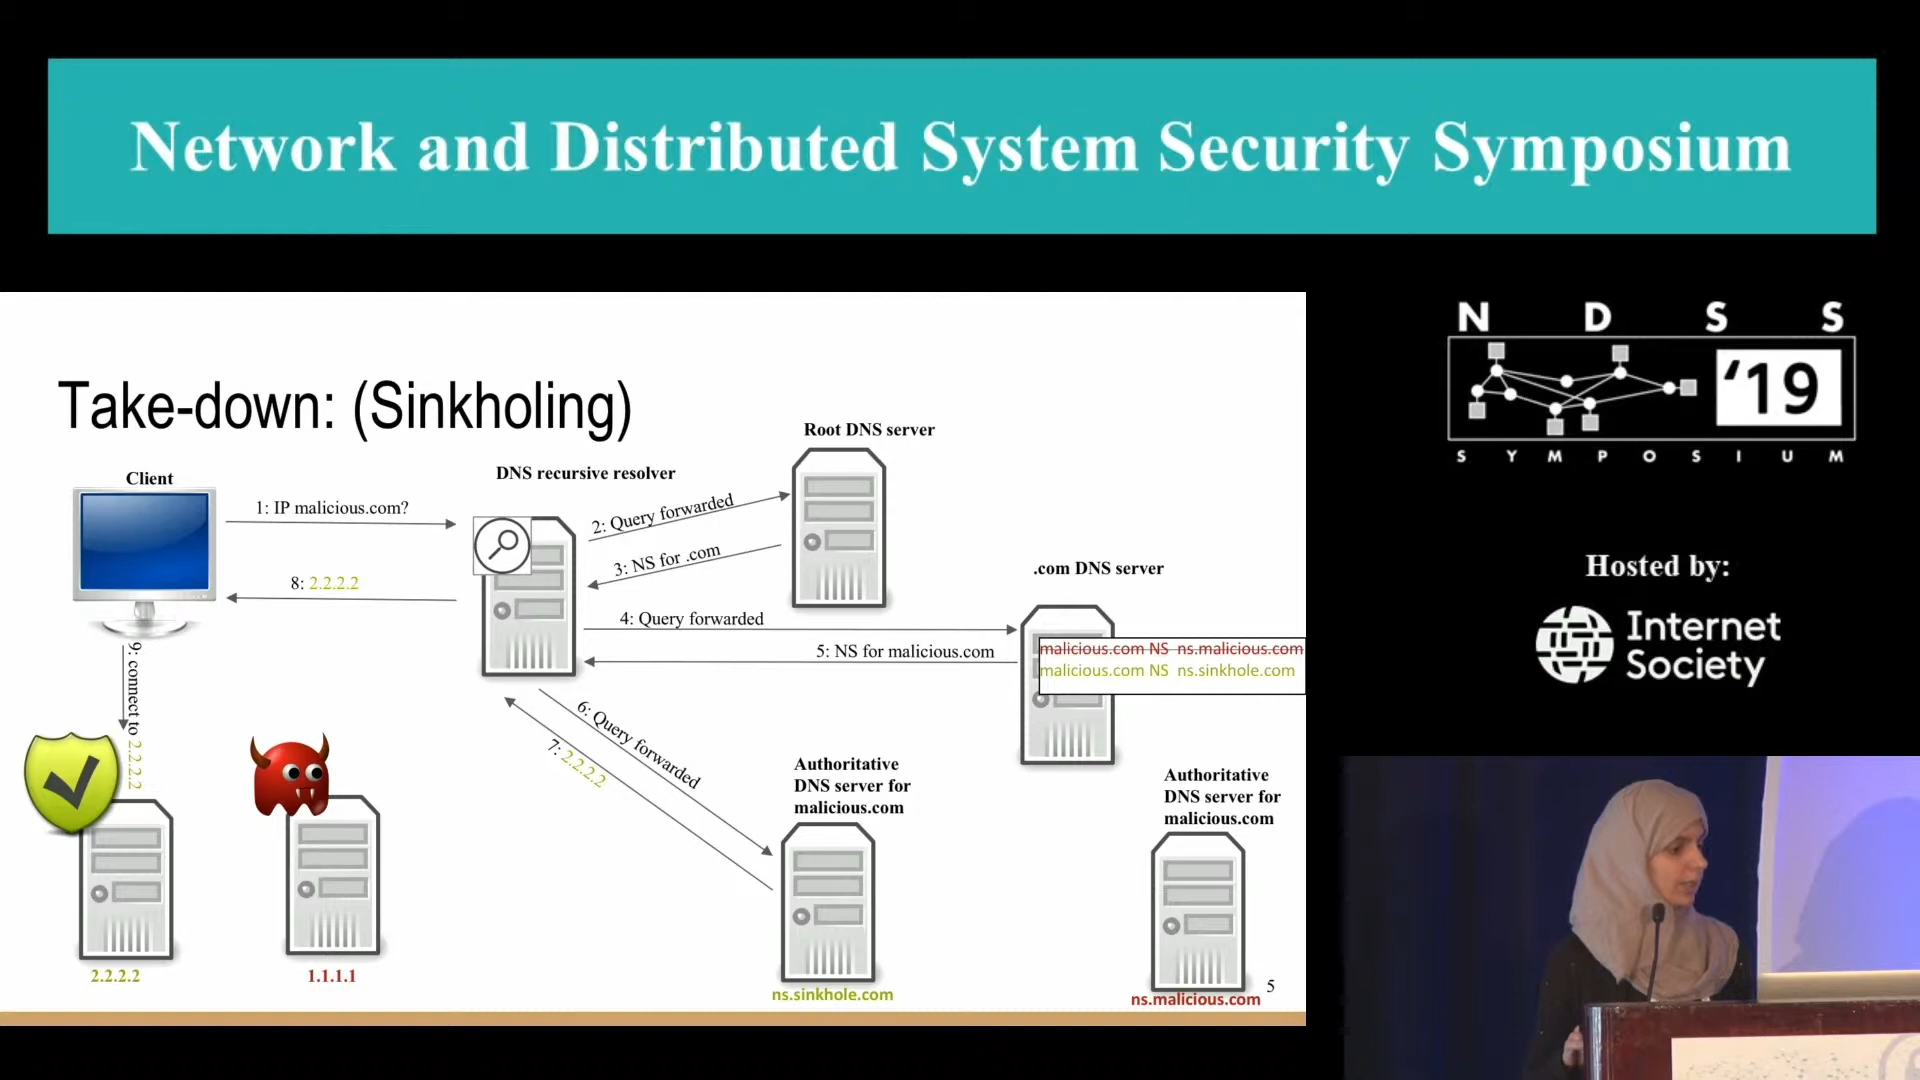 Network and Distributed System Security Symposium
N D S S
'19
S Y M P O S I U M
Hosted by:
Internet
Society
Take-down: (Sinkholing)
Client
DNS recursive resolver
Root DNS server
.com DNS server
1: IP malicious.com?
2: Query forwarded
3: NS for .com
4: Query forwarded
5: NS for malicious.com
malicious.com NS ns.malicious.com
malicious.com NS ns.sinkhole.com
6: Query forwarded
7: 2.2.2.2
8: 2.2.2.2
9: connect to 2.2.2.2
Authoritative
DNS server for
malicious.com
Authoritative
DNS server for
malicious.com
2.2.2.2
1.1.1.1
ns.sinkhole.com
ns.malicious.com
5